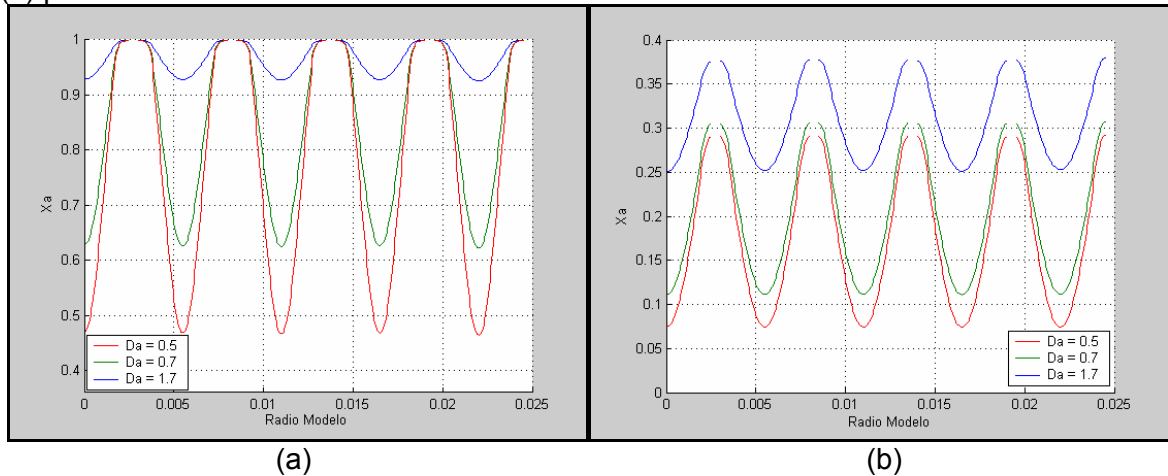 1
0.9
0.8
0.7
0.6
0.5
0.4
Xa
Da = 0.5
Da = 0.7
Da = 1.7
0
0.005
0.01
0.015
0.02
0.025
Radio Modelo
(a)
0.4
0.35
0.3
0.25
0.2
0.15
0.1
0.05
0
Xa
Da = 0.5
Da = 0.7
Da = 1.7
0
0.005
0.01
0.015
0.02
0.025
Radio Modelo
(b)